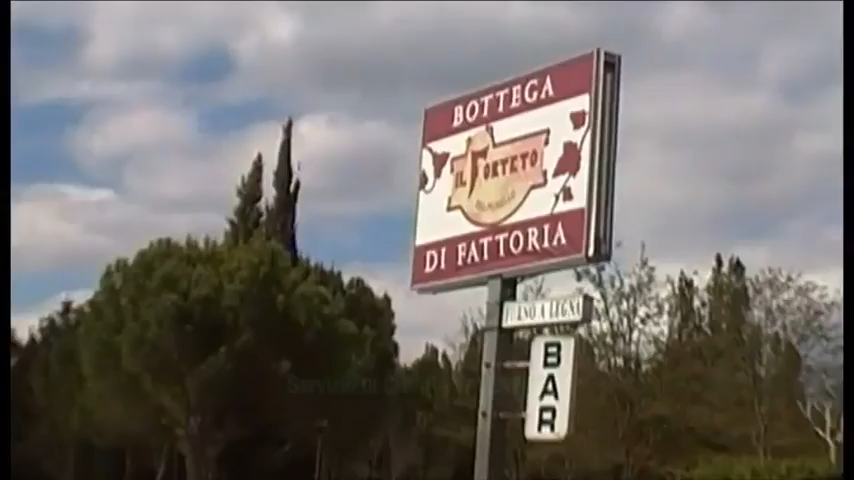 BOTTEGA
IL FORTETO
DI FATTORIA
FORNO A LEGNA
BAR